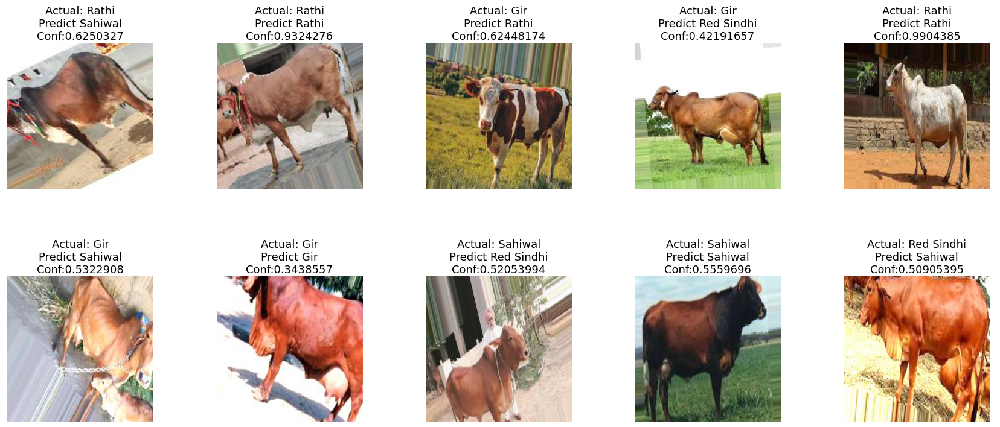 Actual: Rathi
Predict Sahiwal
Conf:0.6250327
Actual: Rathi
Predict Rathi
Conf:0.9324276
Actual: Gir
Predict Rathi
Conf:0.62448174
Actual: Gir
Predict Red Sindhi
Conf:0.42191657
Actual: Rathi
Predict Rathi
Conf:0.9904385
Actual: Gir
Predict Sahiwal
Conf:0.5322908
Actual: Gir
Predict Gir
Conf:0.3438557
Actual: Sahiwal
Predict Red Sindhi
Conf:0.52053994
Actual: Sahiwal
Predict Sahiwal
Conf:0.5559696
Actual: Red Sindhi
Predict Sahiwal
Conf:0.50905395